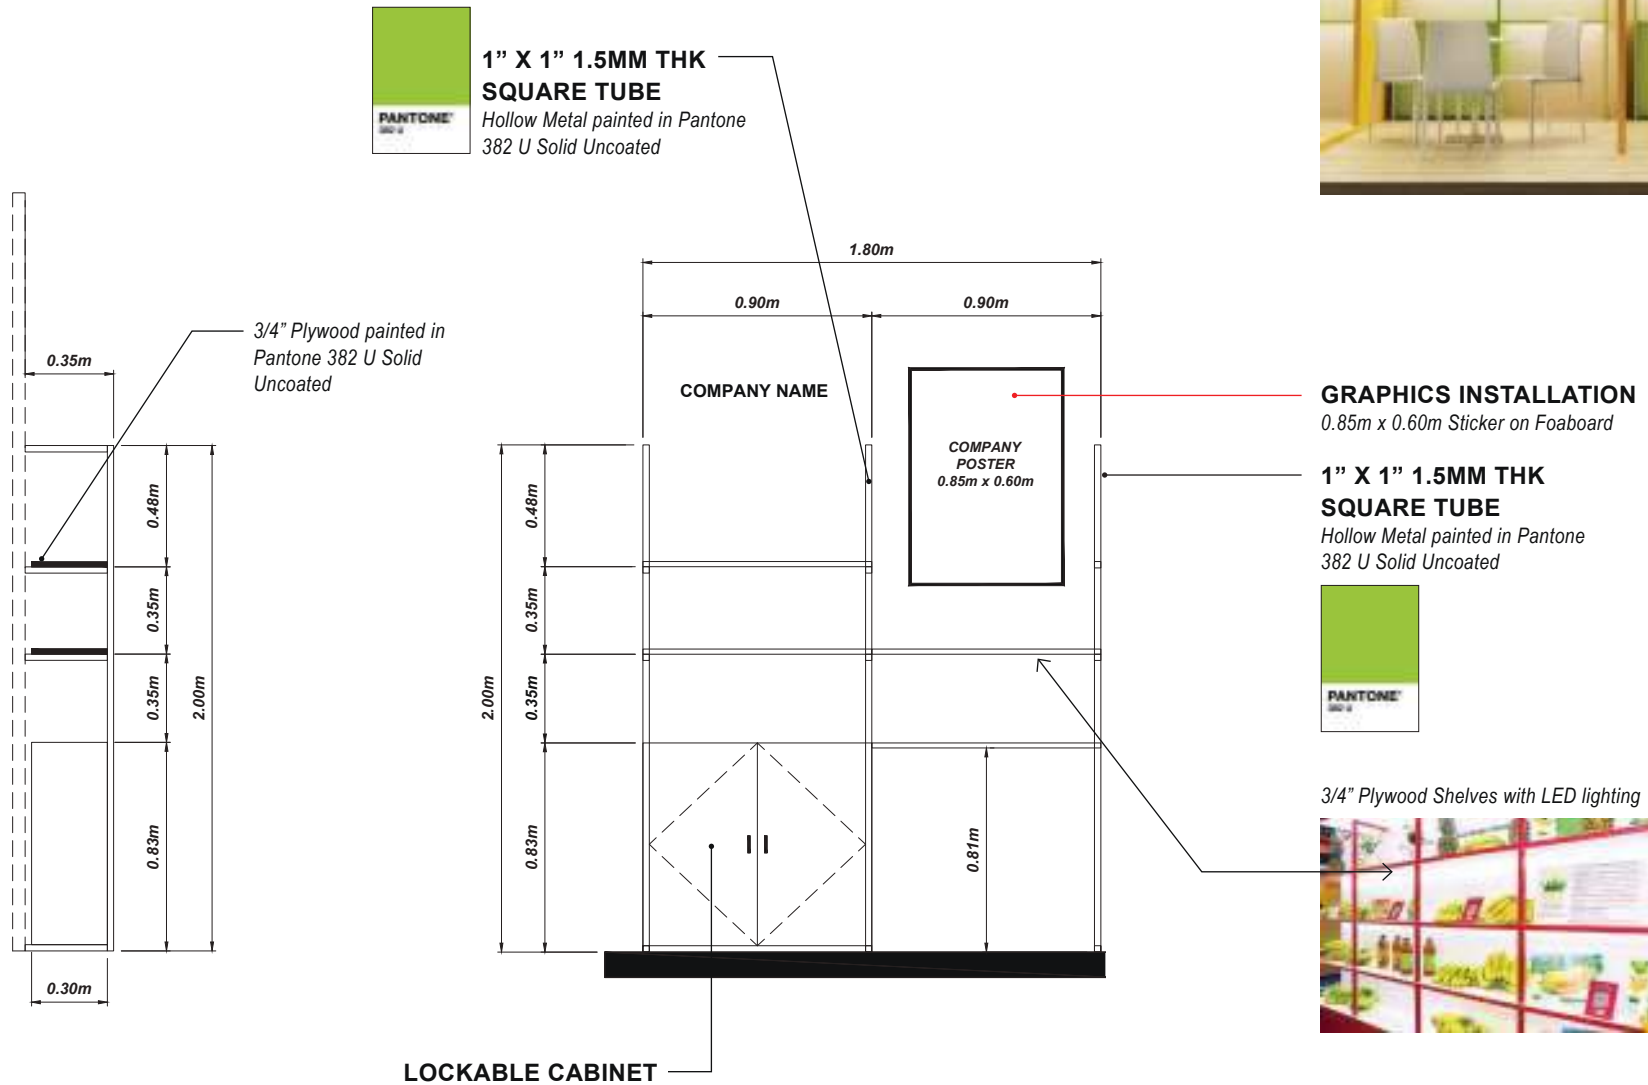 PANTONE®
382 U
1” X 1” 1.5MM THK
SQUARE TUBE
Hollow Metal painted in Pantone
382 U Solid Uncoated
0.35m
3/4” Plywood painted in
Pantone 382 U Solid
Uncoated
0.48m
0.35m
0.35m
0.83m
2.00m
0.30m
1.80m
0.90m
0.90m
COMPANY NAME
COMPANY
POSTER
0.85m x 0.60m
0.48m
0.35m
0.35m
0.83m
2.00m
0.81m
LOCKABLE CABINET
GRAPHICS INSTALLATION
0.85m x 0.60m Sticker on Foaboard
1” X 1” 1.5MM THK
SQUARE TUBE
Hollow Metal painted in Pantone
382 U Solid Uncoated
PANTONE®
382 U
3/4” Plywood Shelves with LED lighting